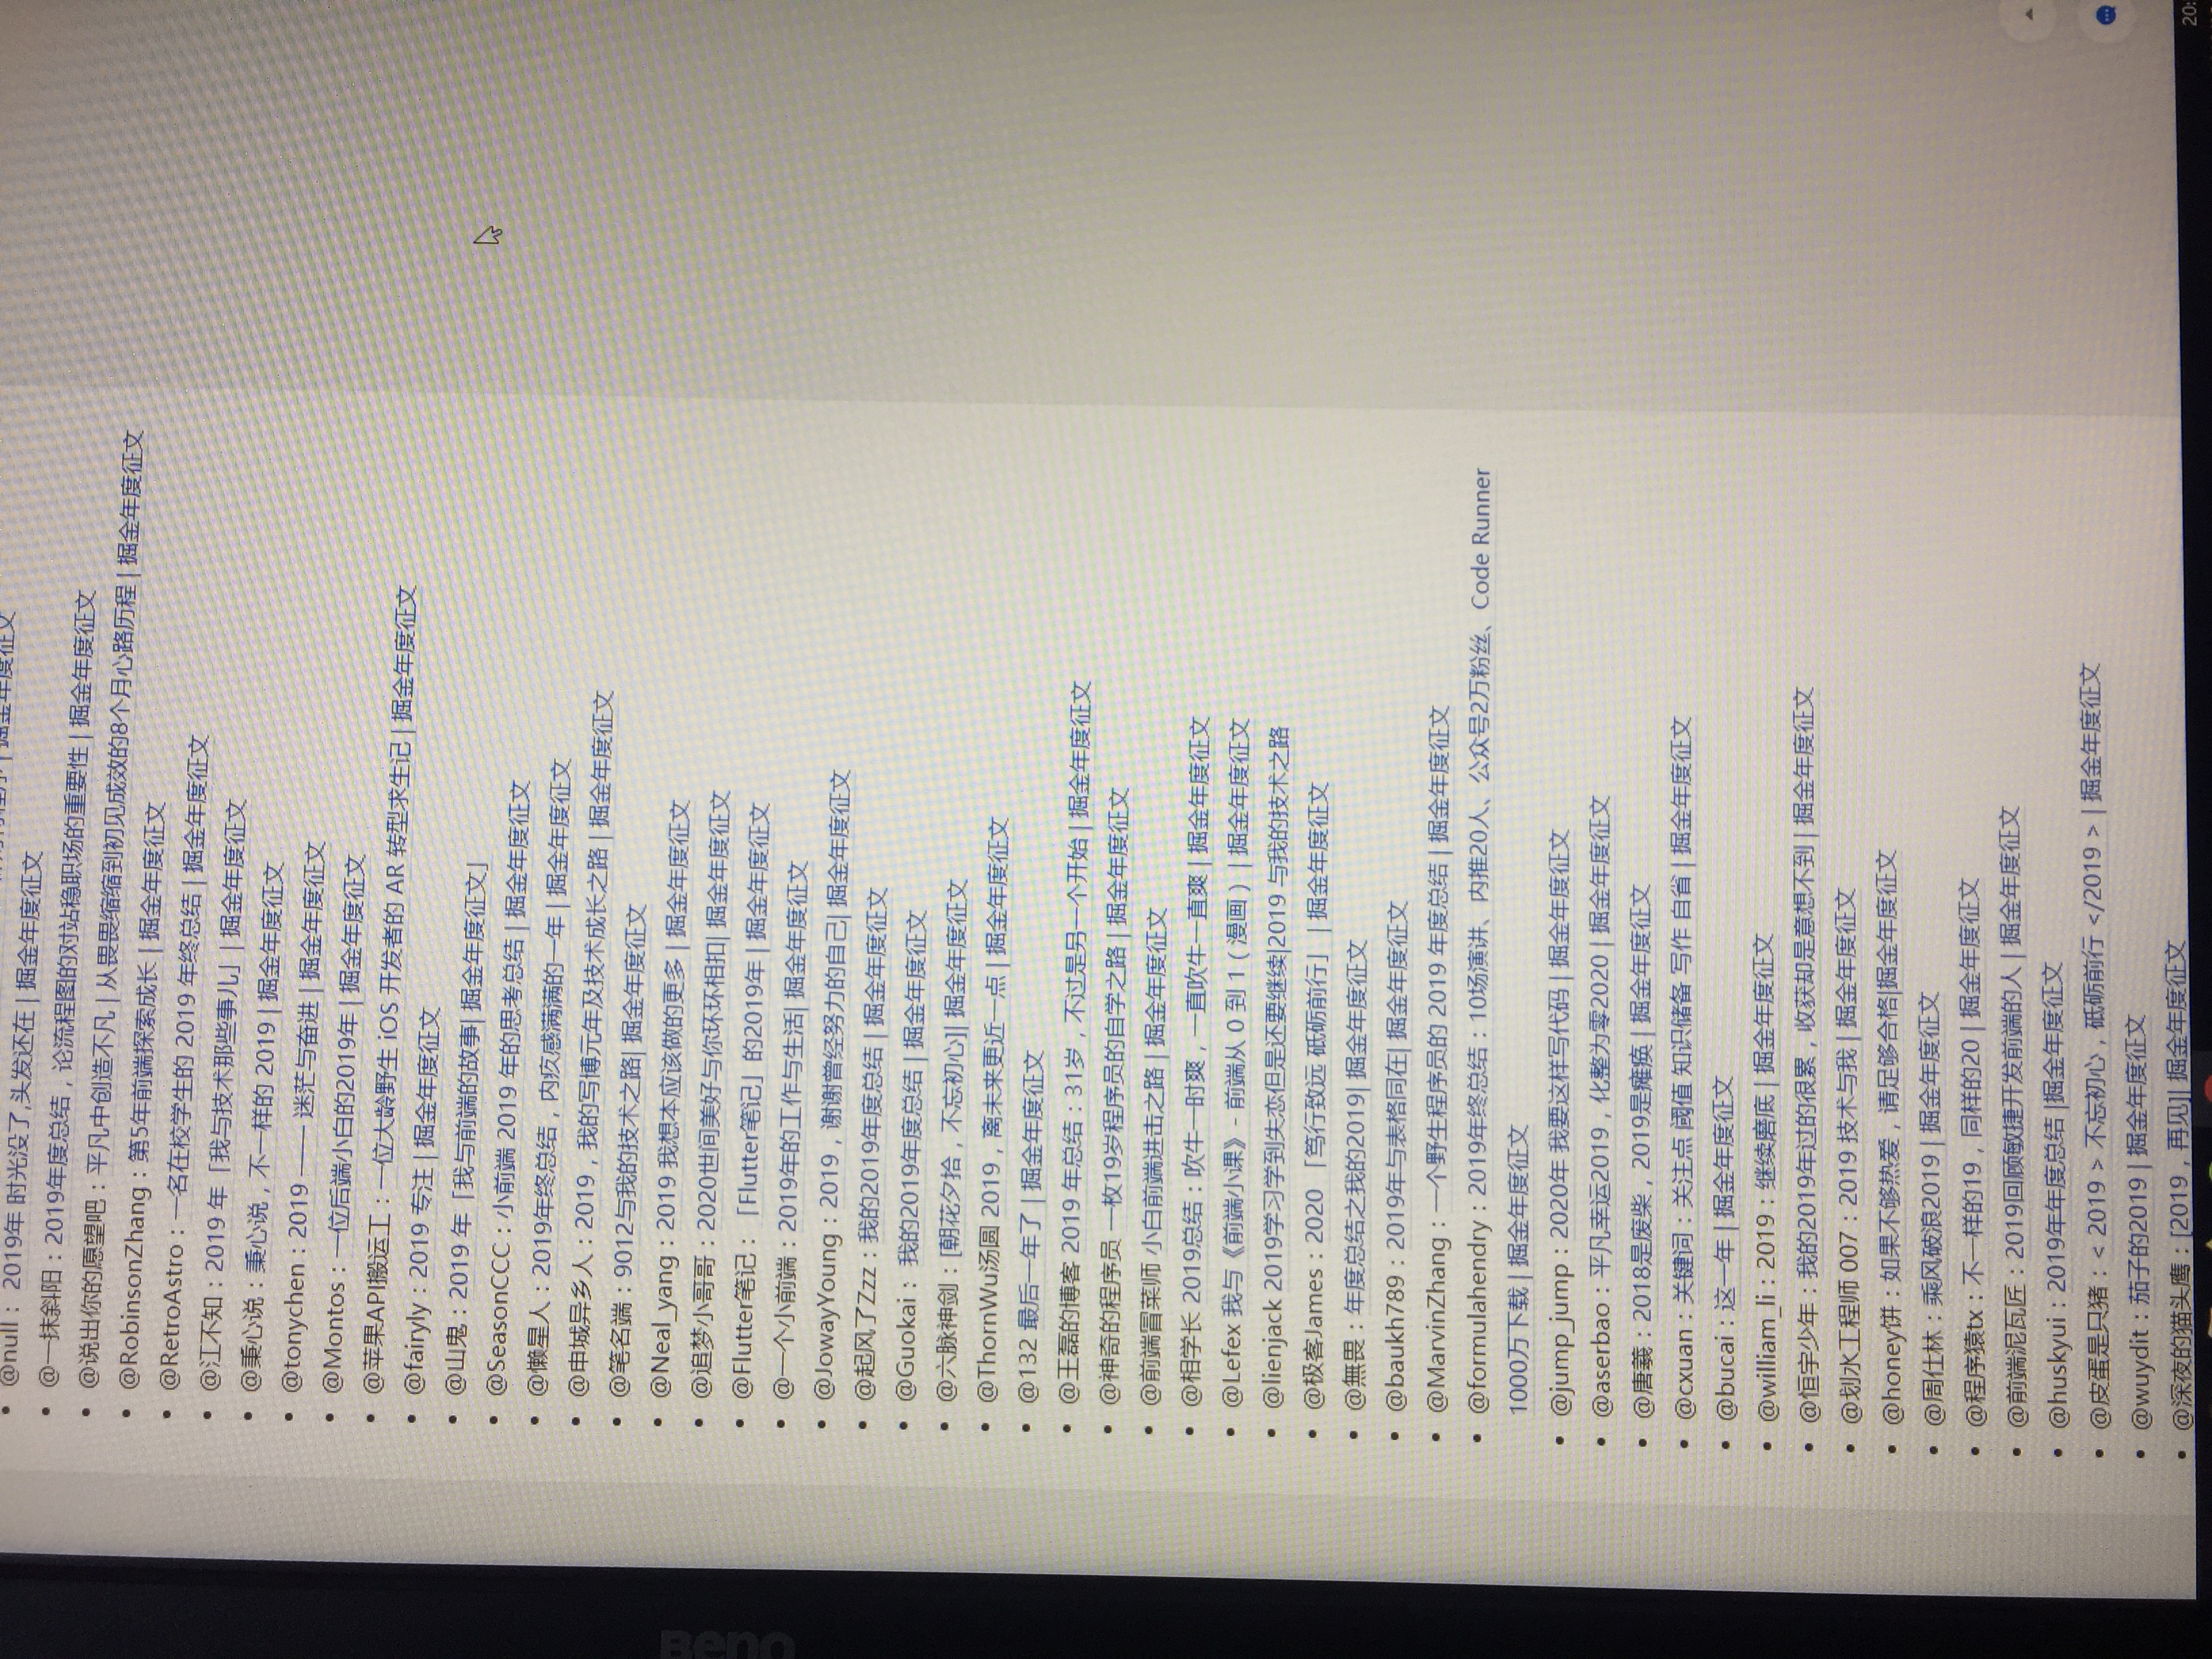 掘金年度征文
@null： 2019年 时光没了,头发还在 | 掘金年度征文
@一抹斜阳：2019年度总结，论流程图的对站稳职场的重要性 | 掘金年度征文
@说出你的愿望吧：平凡中创造不凡 | 从畏畏缩缩到初见成效的8个月心路历程 | 掘金年度征文
@RobinsonZhang：第5年前端探索成长 | 掘金年度征文
@RetroAstro：一名在校学生的 2019 年终总结 | 掘金年度征文
@江不知：2019 年「我与技术那些事儿」| 掘金年度征文
@秉心说：秉心说，不一样的 2019 | 掘金年度征文
@tonychen：2019 —— 迷茫与奋进 | 掘金年度征文
@Montos：一位后端小白的2019年 | 掘金年度征文
@苹果API搬运工：一位大龄野生 iOS 开发者的 AR 转型求生记 | 掘金年度征文
@fairyly：2019 专注 | 掘金年度征文
@山鬼：2019 年「我与前端的故事| 掘金年度征文」
@SeasonCCC：小前端 2019 年的思考总结 | 掘金年度征文
@懒星人：2019年终总结，内疚感满满的一年 | 掘金年度征文
@申城异乡人：2019，我的写博元年及技术成长之路 | 掘金年度征文
@笔名端：9012与我的技术之路| 掘金年度征文
@Neal_yang：2019 我想本应该做的更多 | 掘金年度征文
@追梦小哥哥：2020世间美好与你环环相扣| 掘金年度征文
@Flutter笔记：「Flutter笔记」的2019年 | 掘金年度征文
@一个小前端：2019年的工作与生活| 掘金年度征文
@JowayYoung：2019，谢谢曾经努力的自己| 掘金年度征文
@起风了Zzz：我的2019年度总结 | 掘金年度征文
@Guokai： 我的2019年度总结 | 掘金年度征文
@六脉神剑：[朝花夕拾，不忘初心]| 掘金年度征文
@ThornWu汤圆 2019，离未来更近一点 | 掘金年度征文
@132 最后一年了 | 掘金年度征文
@王磊的博客 2019 年总结：31岁，不过是另一个开始 | 掘金年度征文
@神奇的程序员 一枚19岁程序员的自学之路 | 掘金年度征文
@前端冒菜师 小白前端进击之路 | 掘金年度征文
@相学长 2019总结：吹牛一时爽，一直吹牛一直爽 | 掘金年度征文
@Lefex 我与《前端小课》- 前端从 0 到 1（漫画） | 掘金年度征文
@lienjack 2019学习学到失恋但是还要继续|2019 与我的技术之路
@极客James：2020 「笃行致远 砥砺前行」 | 掘金年度征文
@無畏：年度总结之我的2019| 掘金年度征文
@baukh789：2019年与表格同在| 掘金年度征文
@MarvinZhang：一个野生程序员的 2019 年度总结 | 掘金年度征文
@formulahendry：2019年终总结：10场演讲、内推20人、公众号2万粉丝、Code Runner
1000万下载 | 掘金年度征文
@jump_jump：2020年 我要这样写代码 | 掘金年度征文
@aserbao：平凡幸运2019，化整为零2020 | 掘金年度征文
@唐羲：2018是废柴，2019是瘫痪 | 掘金年度征文
@cxuan：关键词：关注点 阈值 知识储备 写作 自省 | 掘金年度征文
@bucai：这一年 | 掘金年度征文
@william_li：2019：继续磨底 | 掘金年度征文
@恒宇少年：我的2019年过的很累，收获却是意想不到 | 掘金年度征文
@划水工程师 007：2019 技术与我 | 掘金年度征文
@honey饼：如果不够热爱，请足够合格|掘金年度征文
@周仕林：乘风破浪2019 | 掘金年度征文
@程序猿tx：不一样的19，同样的20 | 掘金年度征文
@前端泥瓦匠：2019回顾敏捷开发前端的人 | 掘金年度征文
@huskyui：2019年年度总结 |掘金年度征文
@皮蛋是只猪：< 2019 > 不忘初心，砥砺前行 </2019 > | 掘金年度征文
@wuydit：茄子的2019 | 掘金年度征文
@深夜的猫头鹰：[2019，再见]| 掘金年度征文
BenQ
20: